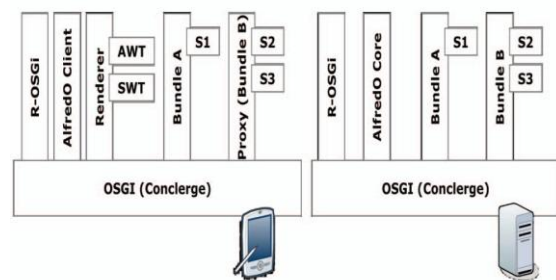 R-OSGi
AlfredO Client
Renderer
AWT
SWT
Bundle A
S1
Proxy (Bundle B)
S2
S3
OSGI (Concierge)
R-OSGi
AlfredO Core
Bundle A
S1
Bundle B
S2
S3
OSGI (Concierge)